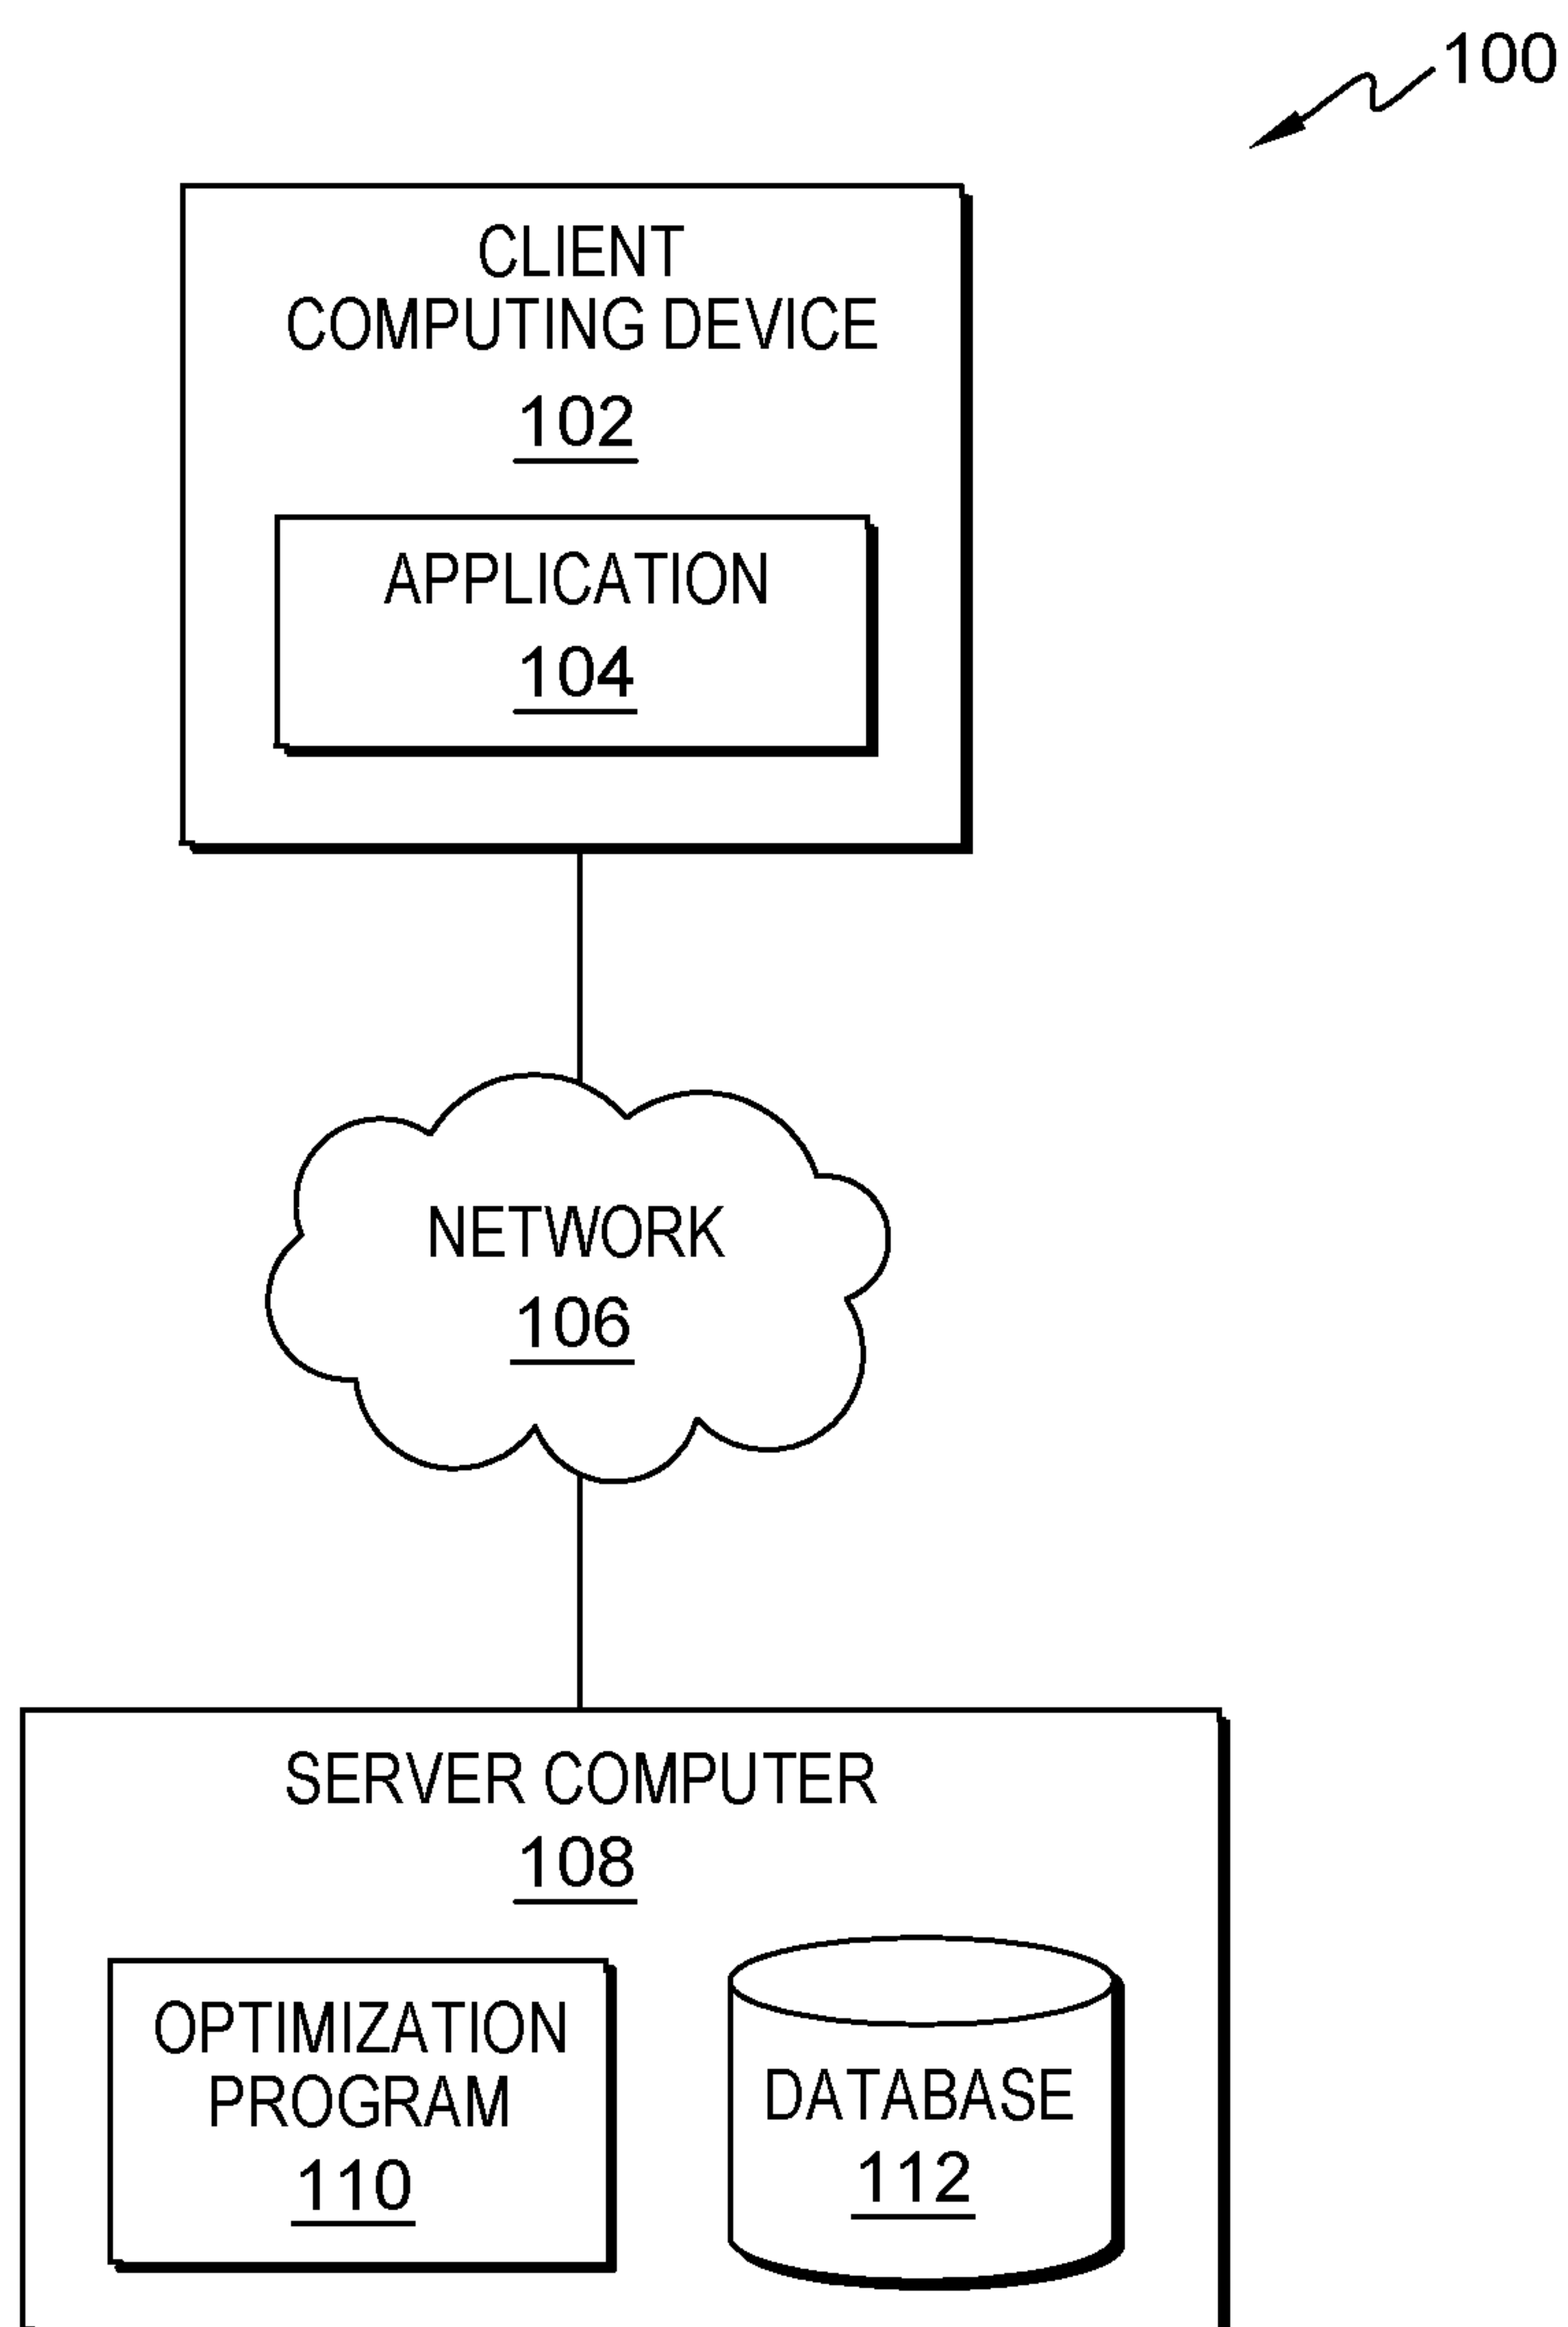 100
CLIENT
COMPUTING DEVICE
102
APPLICATION
104
NETWORK
106
SERVER COMPUTER
108
OPTIMIZATION
PROGRAM
110
DATABASE
112